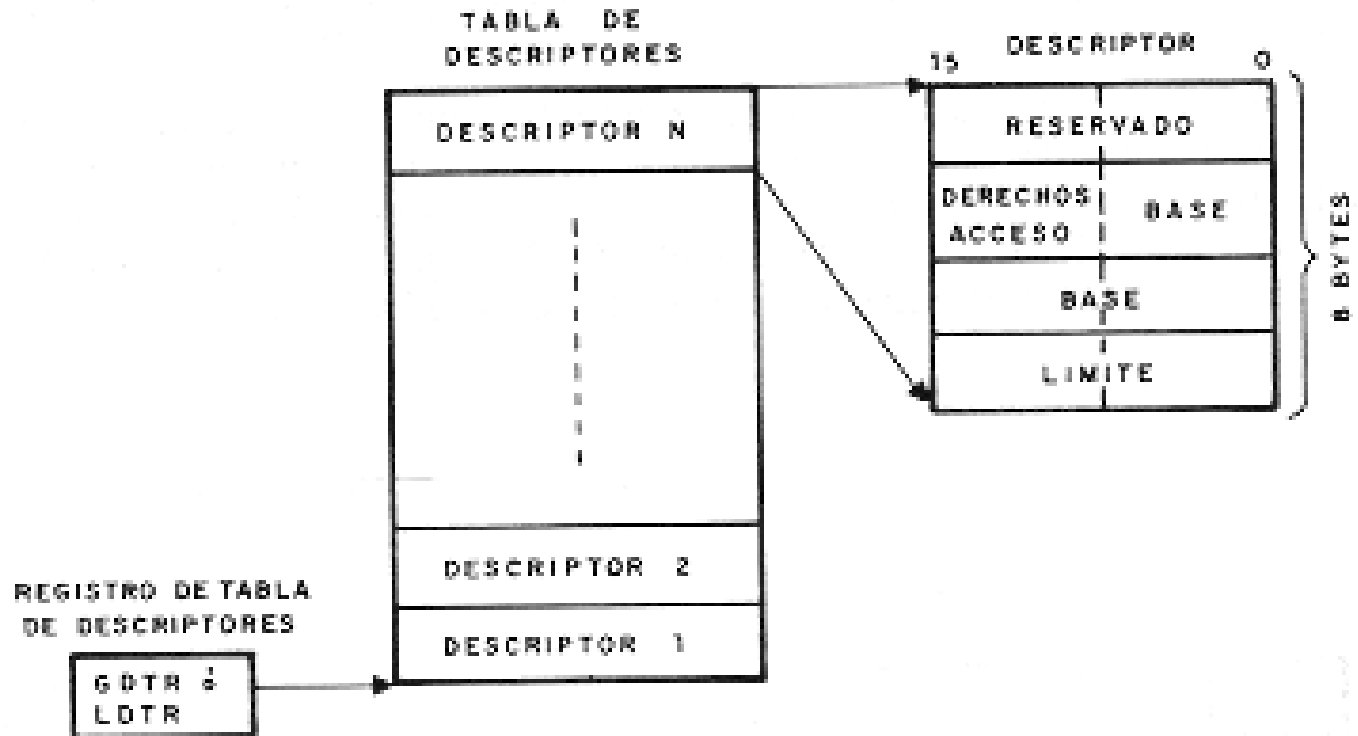 TABLA DE
DESCRIPTORES
DESCRIPTOR
15
0
DESCRIPTOR N
RESERVADO
DERECHOS
ACCESO
BASE
BASE
LIMITE
8 BYTES
DESCRIPTOR 2
DESCRIPTOR 1
REGISTRO DE TABLA
DE DESCRIPTORES
GDTR ó
LDTR